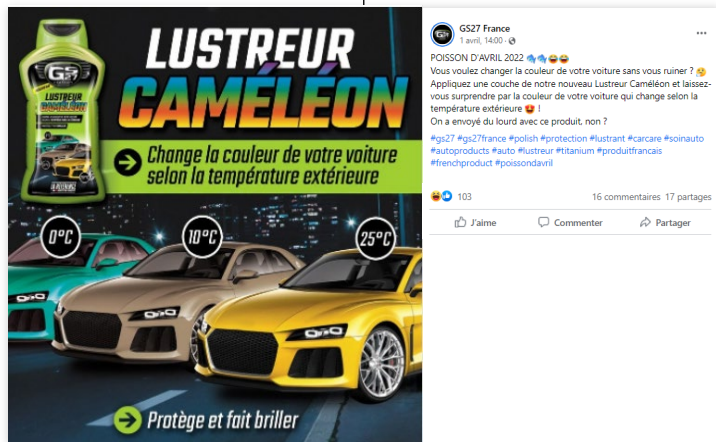 GS27
LUSTREUR
CAMÉLÉON
LUSTREUR
CAMÉLÉON
Change la couleur de votre voiture
selon la température extérieure
0°C
10°C
25°C
Protège et fait briller
GS27 France
1 avril, 14:00 ·
POISSON D'AVRIL 2022 🐟🐟😂😂
Vous voulez changer la couleur de votre voiture sans vous ruiner ? 🤔
Appliquez une couche de notre nouveau Lustreur Caméléon et laissez-
vous surprendre par la couleur de votre voiture qui change selon la
température extérieure 🤩 !
On a envoyé du lourd avec ce produit, non ?
#gs27 #gs27france #polish #protection #lustrant #carcare #soinauto
#autoproducts #auto #lustreur #titanium #produitfrancais
#frenchproduct #poissondavril
103
16 commentaires 17 partages
J'aime
Commenter
Partager